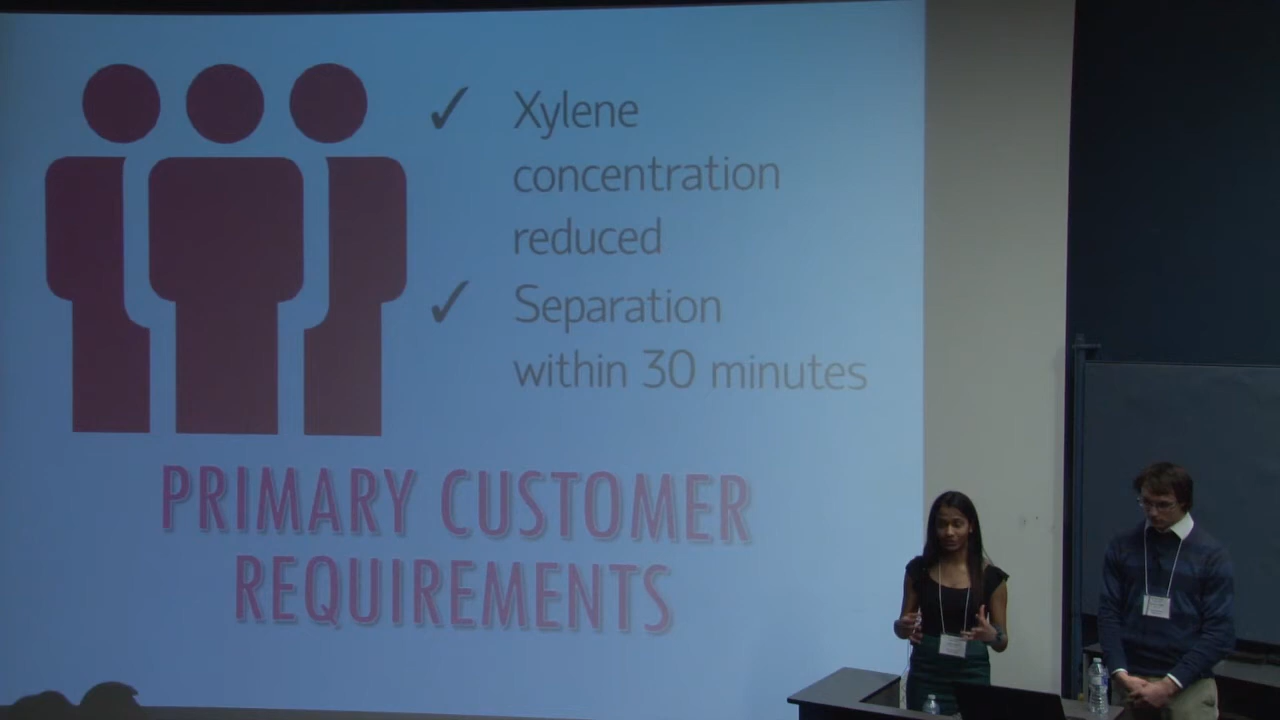 ✓ Xylene
concentration
reduced
✓ Separation
within 30 minutes
PRIMARY CUSTOMER
REQUIREMENTS